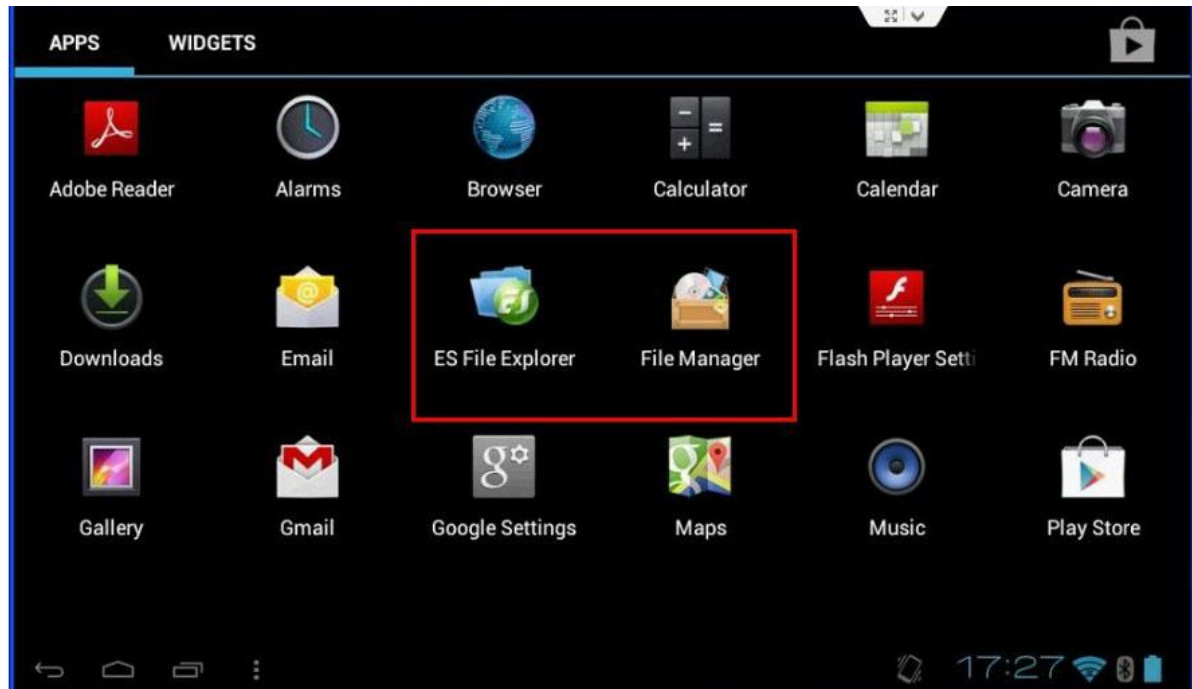 APPS WIDGETS
Adobe Reader Alarms Browser Calculator Calendar Camera
Downloads Email ES File Explorer File Manager Flash Player Setti FM Radio
Gallery Gmail Google Settings Maps Music Play Store
17:27